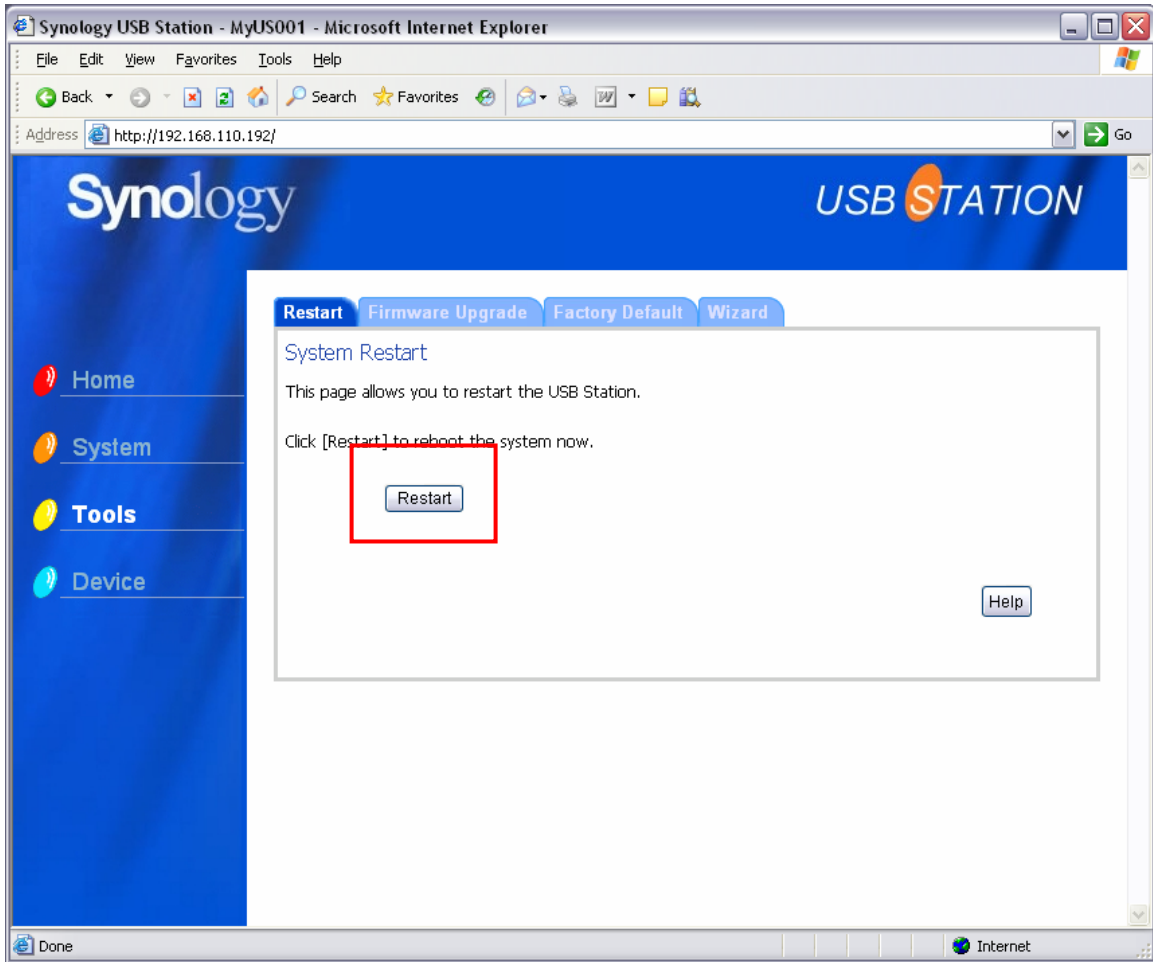 Synology USB Station - MyUS001 - Microsoft Internet Explorer
File Edit View Favorites Tools Help
Back Search Favorites
Address http://192.168.110.192/ Go
Synology USB STATION
Restart Firmware Upgrade Factory Default Wizard
System Restart
This page allows you to restart the USB Station.
Click [Restart] to reboot the system now.
Restart
Help
Home
System
Tools
Device
Done Internet